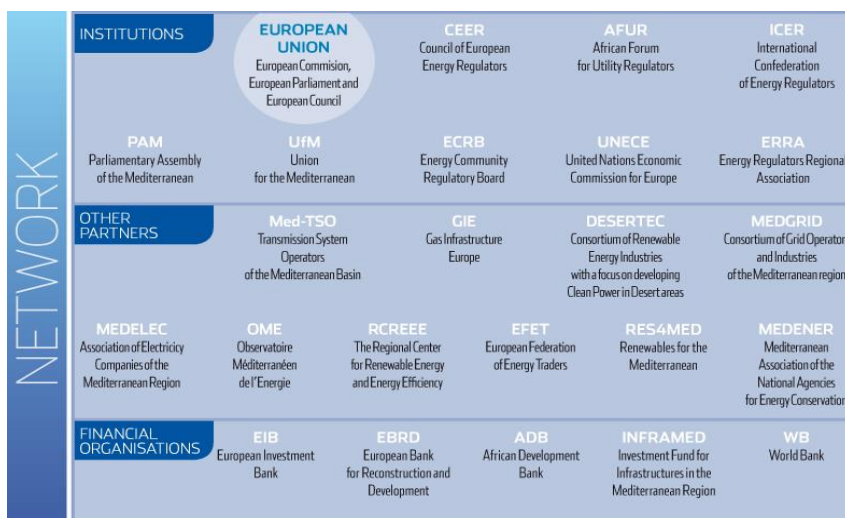 NETWORK
INSTITUTIONS
EUROPEAN
UNION
European Commision,
European Parliament and
European Council
CEER
Council of European
Energy Regulators
AFUR
African Forum
for Utility Regulators
ICER
International
Confederation
of Energy Regulators
PAM
Parliamentary Assembly
of the Mediterranean
UfM
Union
for the Mediterranean
ECRB
Energy Community
Regulatory Board
UNECE
United Nations Economic
Commission for Europe
ERRA
Energy Regulators Regional
Association
OTHER
PARTNERS
Med-TSO
Transmission System
Operators
of the Mediterranean Basin
GIE
Gas Infrastructure
Europe
DESERTEC
Consortium of Renewable
Energy Industries
with a focus on developing
Clean Power in Desert areas
MEDGRID
Consortium of Grid Operator
and Industries
of the Mediterranean region
MEDELEC
Association of Electricicy
Companies of the
Mediterranean Region
OME
Observatoire
Méditerranéen
de l'Energie
RCREEE
The Regional Center
for Renewable Energy
and Energy Efficiency
EFET
European Federation
of Energy Traders
RES4MED
Renewables for the
Mediterranean
MEDENER
Mediterranean
Association of the
National Agencies
for Energy Conservation
FINANCIAL
ORGANISATIONS
EIB
European Investment
Bank
EBRD
European Bank
for Reconstruction and
Development
ADB
African Development
Bank
INFRAMED
Investment Fund for
Infrastructures in the
Mediterranean Region
WB
World Bank